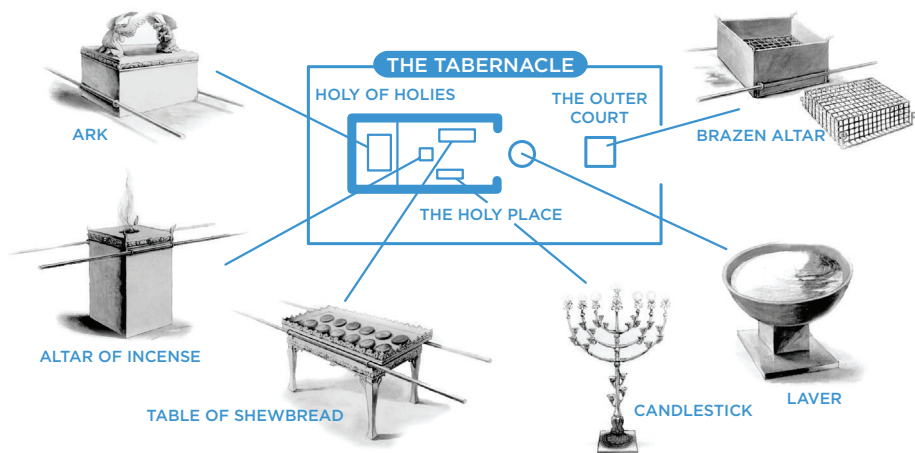 THE TABERNACLE
HOLY OF HOLIES
THE OUTER
COURT
ARK
BRAZEN ALTAR
THE HOLY PLACE
ALTAR OF INCENSE
TABLE OF SHEWBREAD
CANDLESTICK
LAVER